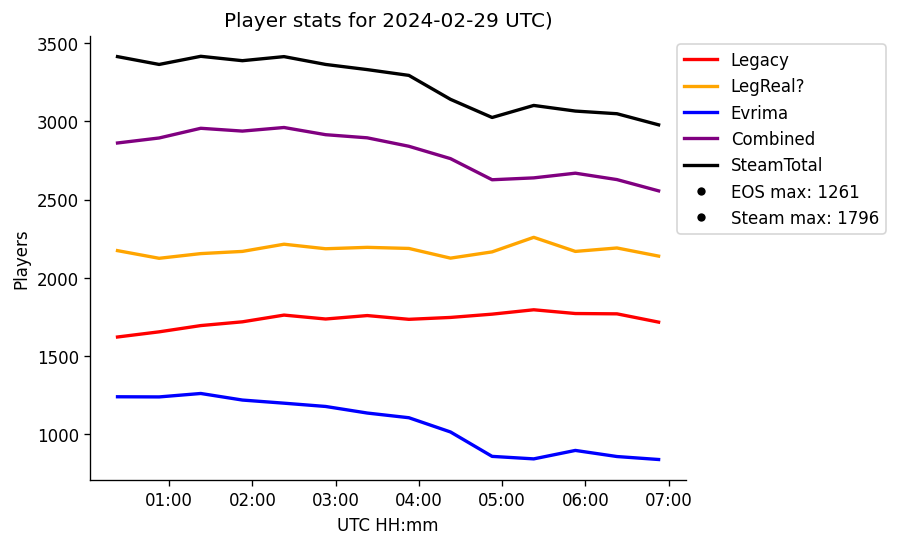 Player stats for 2024-02-29 UTC)
3500
3000
2500
2000
1500
1000
Players
01:00 02:00 03:00 04:00 05:00 06:00 07:00
UTC HH:mm
Legacy
LegReal?
Evrima
Combined
SteamTotal
EOS max: 1261
Steam max: 1796